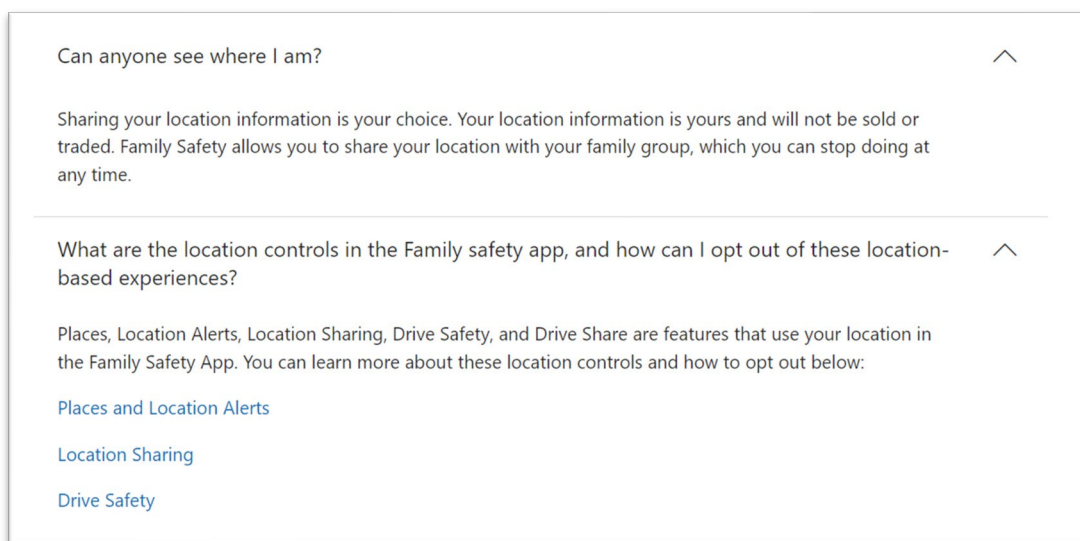 Can anyone see where I am?
Sharing your location information is your choice. Your location information is yours and will not be sold or
traded. Family Safety allows you to share your location with your family group, which you can stop doing at
any time.
What are the location controls in the Family safety app, and how can I opt out of these location-
based experiences?
Places, Location Alerts, Location Sharing, Drive Safety, and Drive Share are features that use your location in
the Family Safety App. You can learn more about these location controls and how to opt out below:
Places and Location Alerts
Location Sharing
Drive Safety